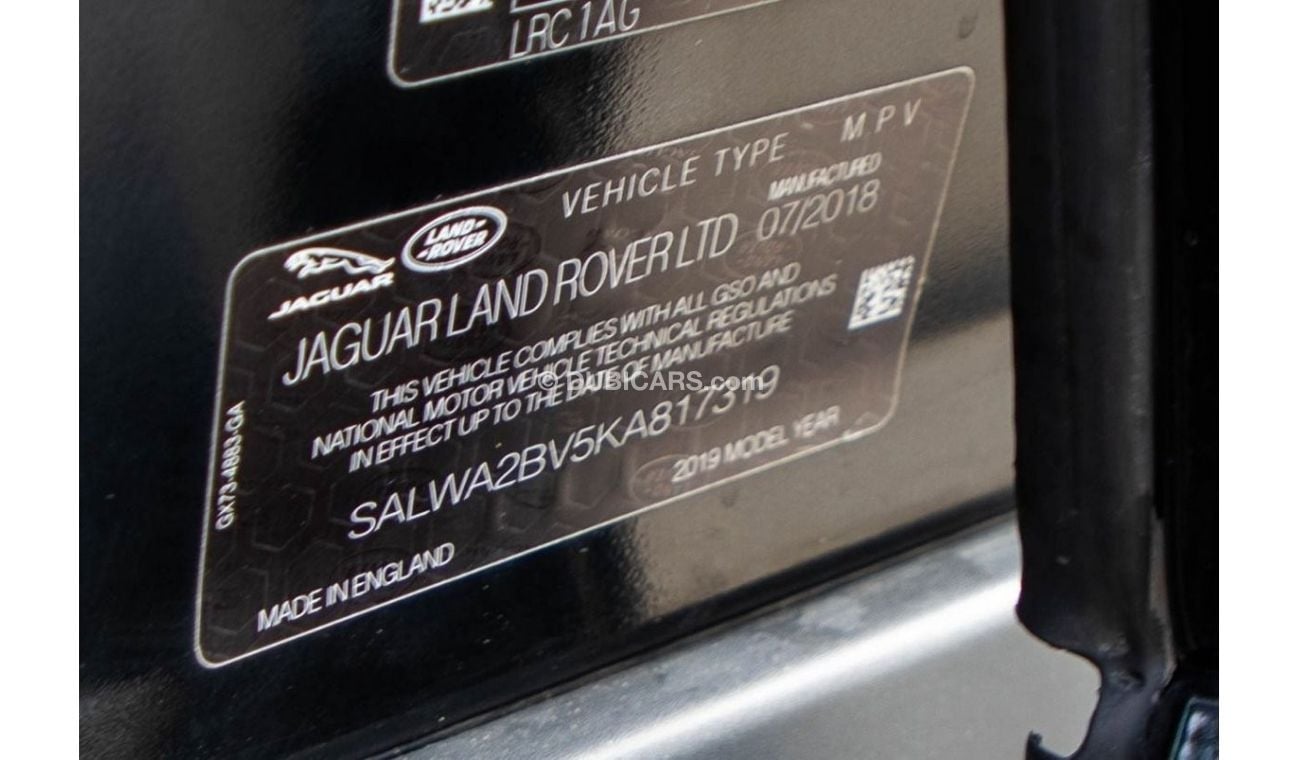 LRC1AG
VEHICLE TYPE M P V
LAND-
-ROVER
JAGUAR
MANUFACTURED
JAGUAR LAND ROVER LTD 07/2018
THIS VEHICLE COMPLIES WITH ALL GSO AND
NATIONAL MOTOR VEHICLE TECHNICAL REGULATIONS
IN EFFECT UP TO THE DATE OF MANUFACTURE
© DUBICARS.com
SALWA2BV5KA817319
2019 MODEL YEAR
MADE IN ENGLAND
GX73-4683-GA